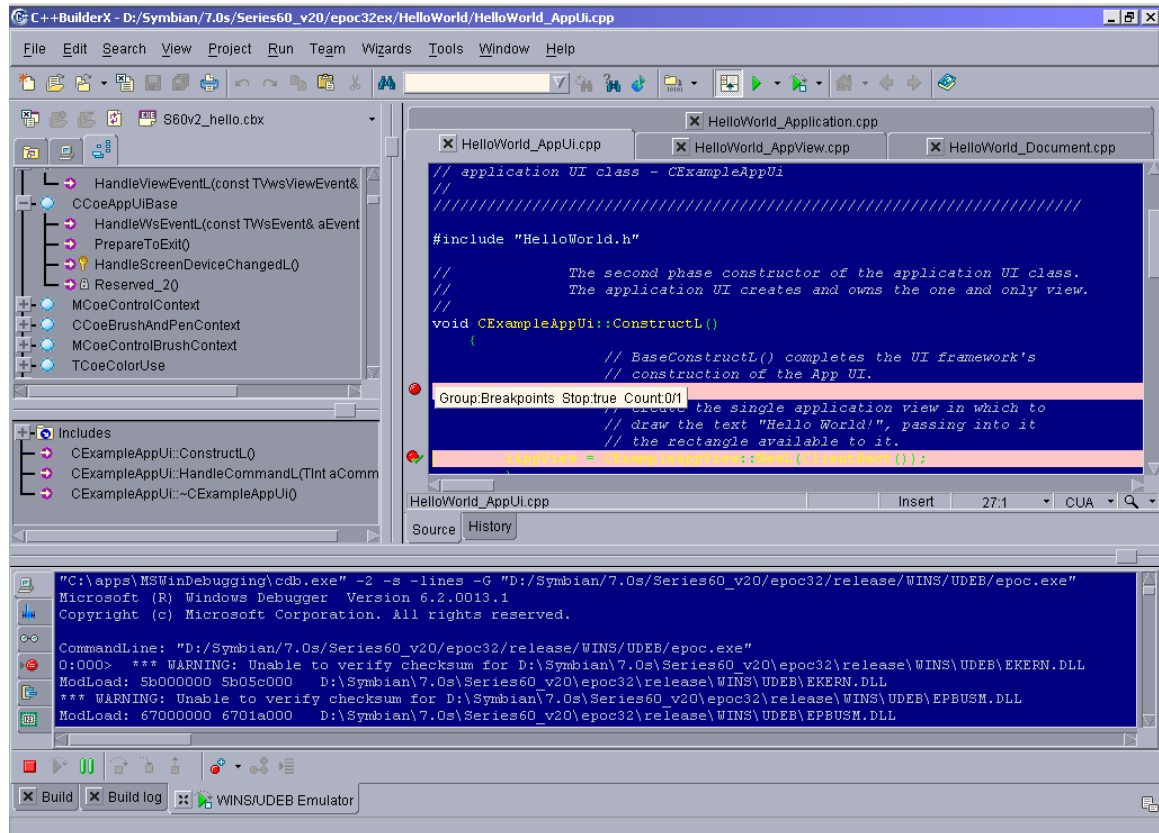 C++BuilderX - D:/Symbian/7.0s/Series60_v20/epoc32ex/HelloWorld/HelloWorld_AppUi.cpp
File Edit Search View Project Run Team Wizards Tools Window Help
S60v2_hello.cbx
HandleViewEventL(const TVwsViewEvent&
CCoeAppUiBase
HandleWsEventL(const TWsEvent& aEvent
PrepareToExit()
HandleScreenDeviceChangedL()
Reserved_2()
MCoeControlContext
CCoeBrushAndPenContext
MCoeControlBrushContext
TCoeColorUse
Includes
CExampleAppUi::ConstructL()
CExampleAppUi::HandleCommandL(TInt aComm
CExampleAppUi::~CExampleAppUi()
HelloWorld_Application.cpp
HelloWorld_AppUi.cpp HelloWorld_AppView.cpp HelloWorld_Document.cpp
// application UI class - CExampleAppUi
//
////////////////////////////////////////////////////////////////////////
#include "HelloWorld.h"
// The second phase constructor of the application UI class.
// The application UI creates and owns the one and only view.
//
void CExampleAppUi::ConstructL()
{
// BaseConstructL() completes the UI framework's
// construction of the App UI.
Group:Breakpoints Stop:true Count:0/1
// Create the single application view in which to
// draw the text "Hello World!", passing into it
// the rectangle available to it.
iAppView = CExampleAppView::NewL(ClientRect());
HelloWorld_AppUi.cpp Insert 27:1 CUA
Source History
"C:\apps\MSWinDebugging\cdb.exe" -2 -s -lines -G "D:/Symbian/7.0s/Series60_v20/epoc32/release/WINS/UDEB/epoc.exe"
Microsoft (R) Windows Debugger Version 6.2.0013.1
Copyright (c) Microsoft Corporation. All rights reserved.
CommandLine: "D:/Symbian/7.0s/Series60_v20/epoc32/release/WINS/UDEB/epoc.exe"
0:000> *** WARNING: Unable to verify checksum for D:\Symbian\7.0s\Series60_v20\epoc32\release\WINS\UDEB\EKERN.DLL
ModLoad: 5b000000 5b05c000 D:\Symbian\7.0s\Series60_v20\epoc32\release\WINS\UDEB\EKERN.DLL
*** WARNING: Unable to verify checksum for D:\Symbian\7.0s\Series60_v20\epoc32\release\WINS\UDEB\EPBUSM.DLL
ModLoad: 67000000 6701a000 D:\Symbian\7.0s\Series60_v20\epoc32\release\WINS\UDEB\EPBUSM.DLL
Build Build log WINS/UDEB Emulator